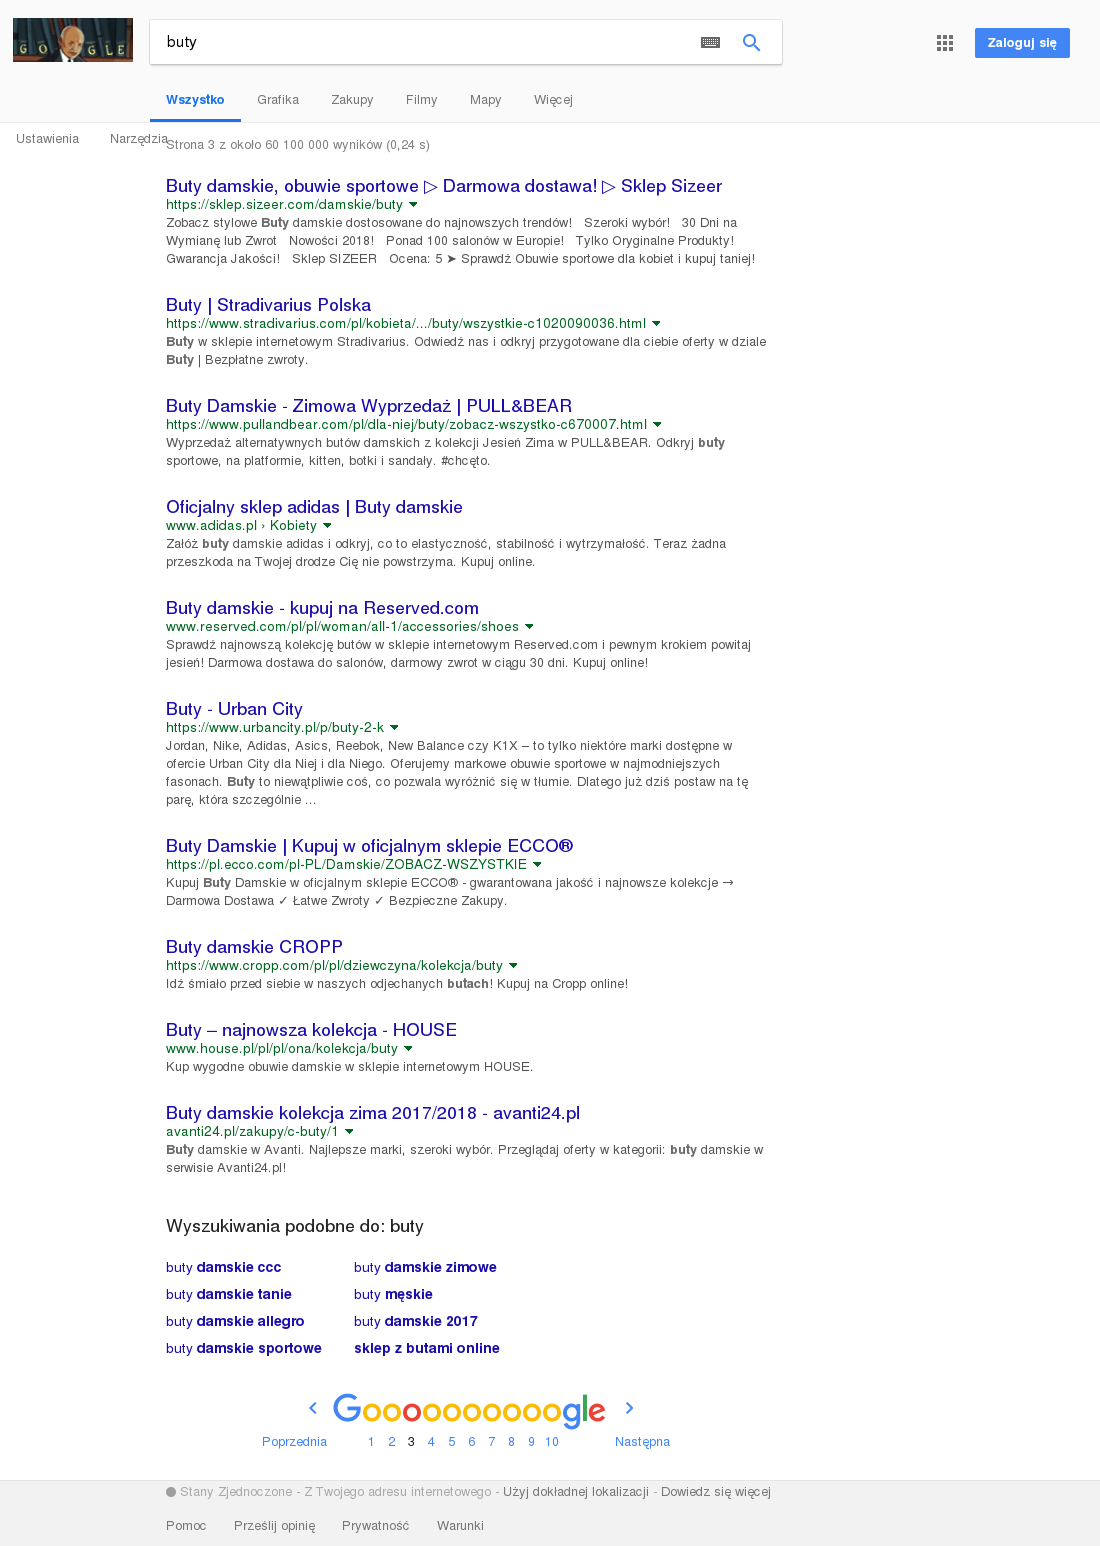 GOOGLE
buty
Zaloguj się
Wszystko Grafika Zakupy Filmy Mapy Więcej
Ustawienia Narzędzia
Strona 3 z około 60 100 000 wyników (0,24 s)
Buty damskie, obuwie sportowe ▷ Darmowa dostawa! ▷ Sklep Sizeer
https://sklep.sizeer.com/damskie/buty
Zobacz stylowe Buty damskie dostosowane do najnowszych trendów! Szeroki wybór! 30 Dni na
Wymianę lub Zwrot Nowości 2018! Ponad 100 salonów w Europie! Tylko Oryginalne Produkty!
Gwarancja Jakości! Sklep SIZEER Ocena: 5 ➤ Sprawdź Obuwie sportowe dla kobiet i kupuj taniej!
Buty | Stradivarius Polska
https://www.stradivarius.com/pl/kobieta/.../buty/wszystkie-c1020090036.html
Buty w sklepie internetowym Stradivarius. Odwiedź nas i odkryj przygotowane dla ciebie oferty w dziale
Buty | Bezpłatne zwroty.
Buty Damskie - Zimowa Wyprzedaż | PULL&BEAR
https://www.pullandbear.com/pl/dla-niej/buty/zobacz-wszystko-c670007.html
Wyprzedaż alternatywnych butów damskich z kolekcji Jesień Zima w PULL&BEAR. Odkryj buty
sportowe, na platformie, kitten, botki i sandały. #chcęto.
Oficjalny sklep adidas | Buty damskie
www.adidas.pl › Kobiety
Załóż buty damskie adidas i odkryj, co to elastyczność, stabilność i wytrzymałość. Teraz żadna
przeszkoda na Twojej drodze Cię nie powstrzyma. Kupuj online.
Buty damskie - kupuj na Reserved.com
www.reserved.com/pl/pl/woman/all-1/accessories/shoes
Sprawdź najnowszą kolekcję butów w sklepie internetowym Reserved.com i pewnym krokiem powitaj
jesień! Darmowa dostawa do salonów, darmowy zwrot w ciągu 30 dni. Kupuj online!
Buty - Urban City
https://www.urbancity.pl/p/buty-2-k
Jordan, Nike, Adidas, Asics, Reebok, New Balance czy K1X – to tylko niektóre marki dostępne w
ofercie Urban City dla Niej i dla Niego. Oferujemy markowe obuwie sportowe w najmodniejszych
fasonach. Buty to niewątpliwie coś, co pozwala wyróżnić się w tłumie. Dlatego już dziś postaw na tę
parę, która szczególnie ...
Buty Damskie | Kupuj w oficjalnym sklepie ECCO®
https://pl.ecco.com/pl-PL/Damskie/ZOBACZ-WSZYSTKIE
Kupuj Buty Damskie w oficjalnym sklepie ECCO® - gwarantowana jakość i najnowsze kolekcje →
Darmowa Dostawa ✓ Łatwe Zwroty ✓ Bezpieczne Zakupy.
Buty damskie CROPP
https://www.cropp.com/pl/pl/dziewczyna/kolekcja/buty
Idź śmiało przed siebie w naszych odjechanych butach! Kupuj na Cropp online!
Buty – najnowsza kolekcja - HOUSE
www.house.pl/pl/pl/ona/kolekcja/buty
Kup wygodne obuwie damskie w sklepie internetowym HOUSE.
Buty damskie kolekcja zima 2017/2018 - avanti24.pl
avanti24.pl/zakupy/c-buty/1
Buty damskie w Avanti. Najlepsze marki, szeroki wybór. Przeglądaj oferty w kategorii: buty damskie w
serwisie Avanti24.pl!
Wyszukiwania podobne do: buty
buty damskie ccc buty damskie zimowe
buty damskie tanie buty męskie
buty damskie allegro buty damskie 2017
buty damskie sportowe sklep z butami online
Goooooooooogle
Poprzednia 1 2 3 4 5 6 7 8 9 10 Następna
Stany Zjednoczone - Z Twojego adresu internetowego - Użyj dokładnej lokalizacji - Dowiedz się więcej
Pomoc Prześlij opinię Prywatność Warunki